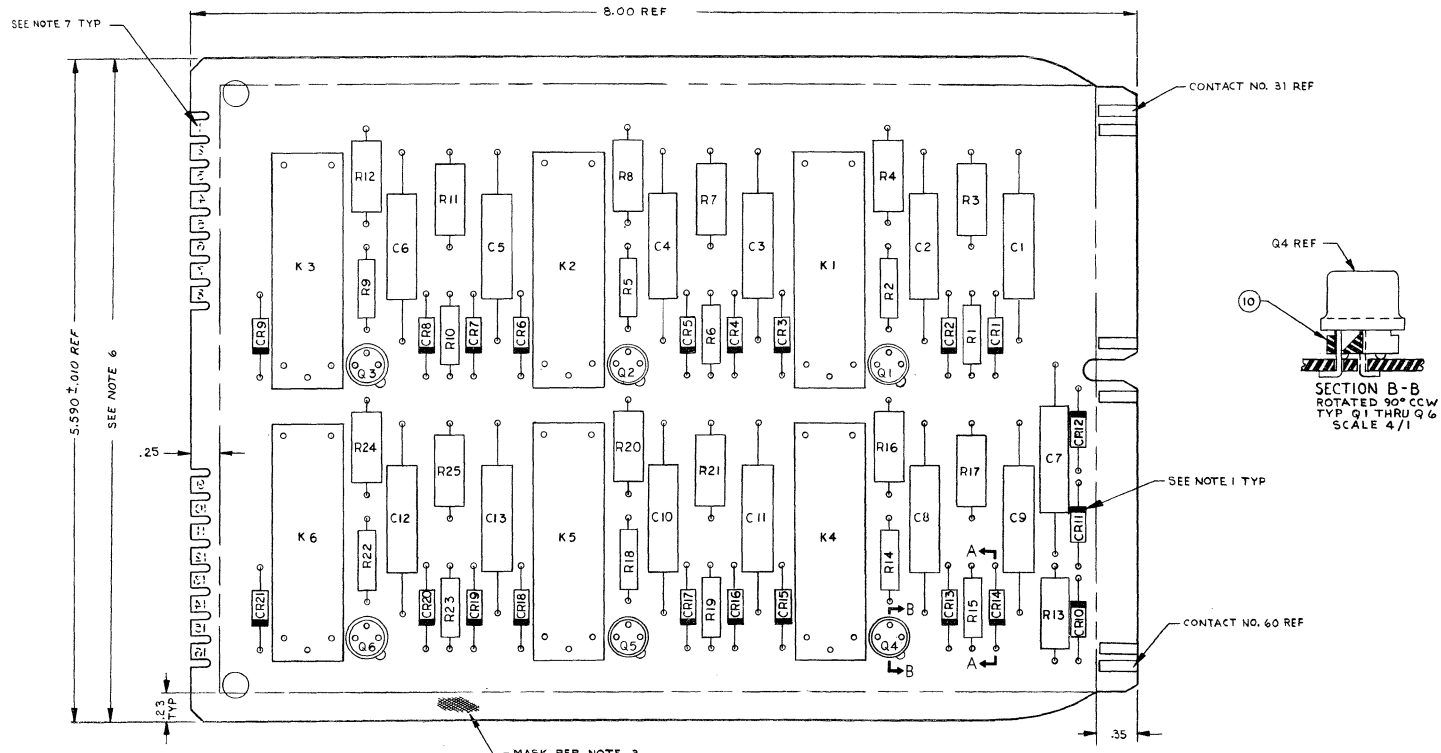 8.00 REF
SEE NOTE 7 TYP
CONTACT NO. 31 REF
5.590 ±.010 REF
SEE NOTE 6
R12
R11
C6
C5
K3
R9
CR9
CR8
R10
CR7
CR6
Q3
R8
R7
C4
C3
K2
R5
CR5
R6
CR4
CR3
Q2
R4
R3
C2
C1
K1
R2
CR2
R1
CR1
Q1
Q4 REF
10
SECTION B-B
ROTATED 90° CCW
TYP Q1 THRU Q6
SCALE 4/1
.25
R24
R25
C12
C13
K6
R22
CR21
CR20
R23
CR19
CR18
Q6
R20
R21
C10
C11
K5
R18
CR17
R19
CR16
CR15
Q5
R16
R17
C8
C9
K4
R14
CR13
R15
CR14
Q4
A
A
B
B
C7
CR12
CR11
R13
CR10
SEE NOTE 1 TYP
CONTACT NO. 60 REF
.23
TYP
.35
MASK PER NOTE 3